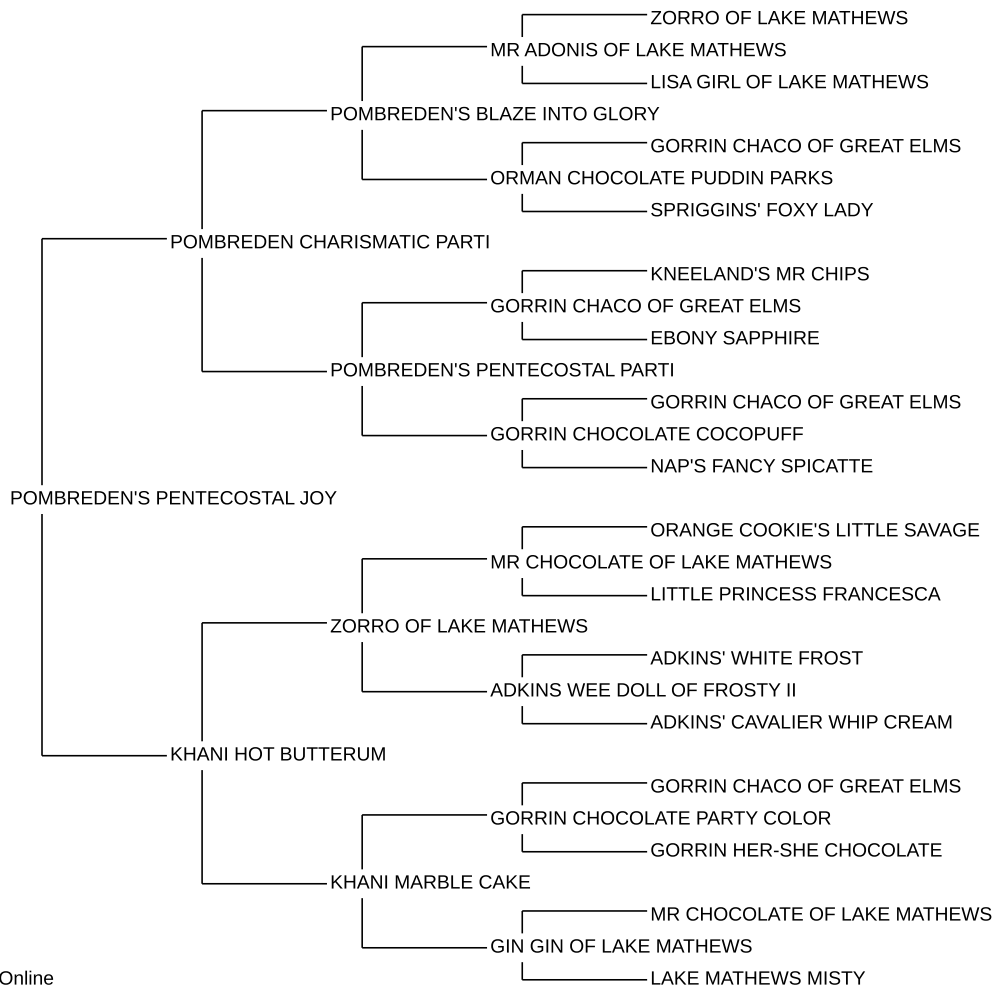 ZORRO OF LAKE MATHEWS
MR ADONIS OF LAKE MATHEWS
LISA GIRL OF LAKE MATHEWS
POMBREDEN'S BLAZE INTO GLORY
GORRIN CHACO OF GREAT ELMS
ORMAN CHOCOLATE PUDDIN PARKS
SPRIGGINS' FOXY LADY
POMBREDEN CHARISMATIC PARTI
KNEELAND'S MR CHIPS
GORRIN CHACO OF GREAT ELMS
EBONY SAPPHIRE
POMBREDEN'S PENTECOSTAL PARTI
GORRIN CHACO OF GREAT ELMS
GORRIN CHOCOLATE COCOPUFF
NAP'S FANCY SPICATTE
POMBREDEN'S PENTECOSTAL JOY
ORANGE COOKIE'S LITTLE SAVAGE
MR CHOCOLATE OF LAKE MATHEWS
LITTLE PRINCESS FRANCESCA
ZORRO OF LAKE MATHEWS
ADKINS' WHITE FROST
ADKINS WEE DOLL OF FROSTY II
ADKINS' CAVALIER WHIP CREAM
KHANI HOT BUTTERUM
GORRIN CHACO OF GREAT ELMS
GORRIN CHOCOLATE PARTY COLOR
GORRIN HER-SHE CHOCOLATE
KHANI MARBLE CAKE
MR CHOCOLATE OF LAKE MATHEWS
GIN GIN OF LAKE MATHEWS
LAKE MATHEWS MISTY
Online